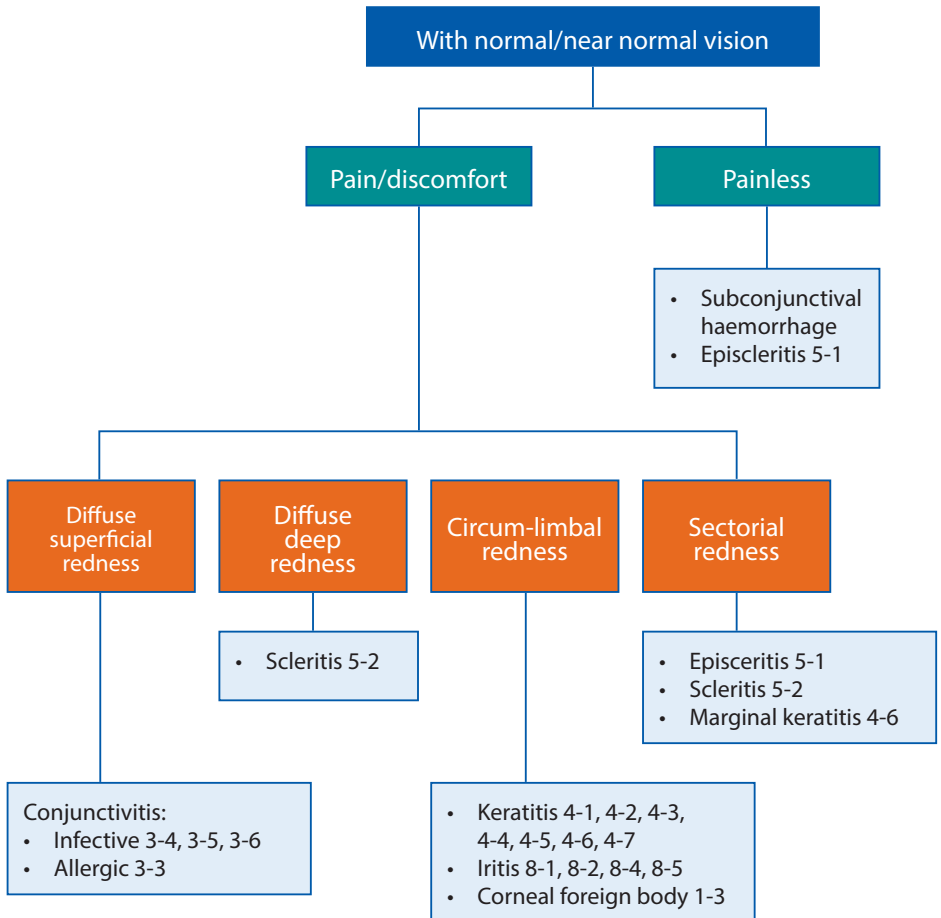 With normal/near normal vision
Pain/discomfort
Painless
• Subconjunctival
haemorrhage
• Episcleritis 5-1
Diffuse
superficial
redness
Diffuse
deep
redness
Circum-limbal
redness
Sectorial
redness
• Scleritis 5-2
• Episceritis 5-1
• Scleritis 5-2
• Marginal keratitis 4-6
Conjunctivitis:
• Infective 3-4, 3-5, 3-6
• Allergic 3-3
• Keratitis 4-1, 4-2, 4-3,
4-4, 4-5, 4-6, 4-7
• Iritis 8-1, 8-2, 8-4, 8-5
• Corneal foreign body 1-3